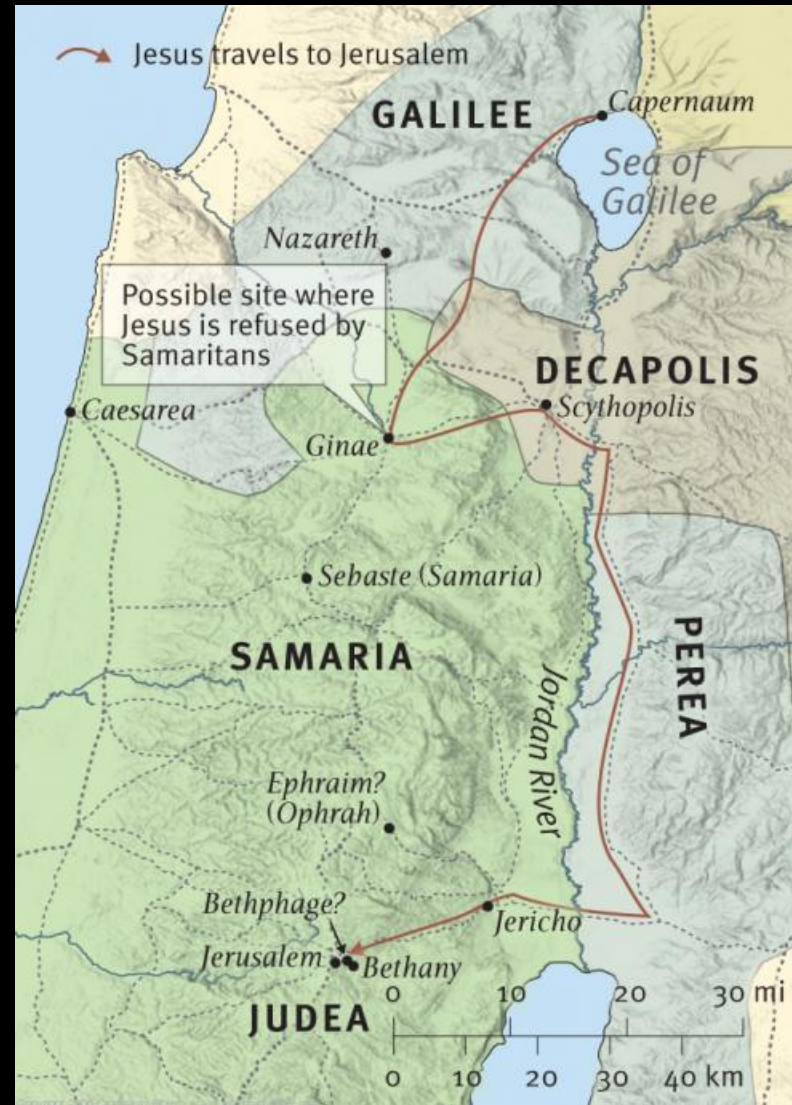 Jesus travels to Jerusalem
GALILEE
Capernaum
Sea of
Galilee
Nazareth
Possible site where
Jesus is refused by
Samaritans
DECAPOLIS
Caesarea
Scythopolis
Ginae
Sebaste (Samaria)
SAMARIA
PEREA
Jordan River
Ephraim?
(Ophrah)
Bethphage?
Jericho
Jerusalem
Bethany
JUDEA
0 10 20 30 mi
0 10 20 30 40 km